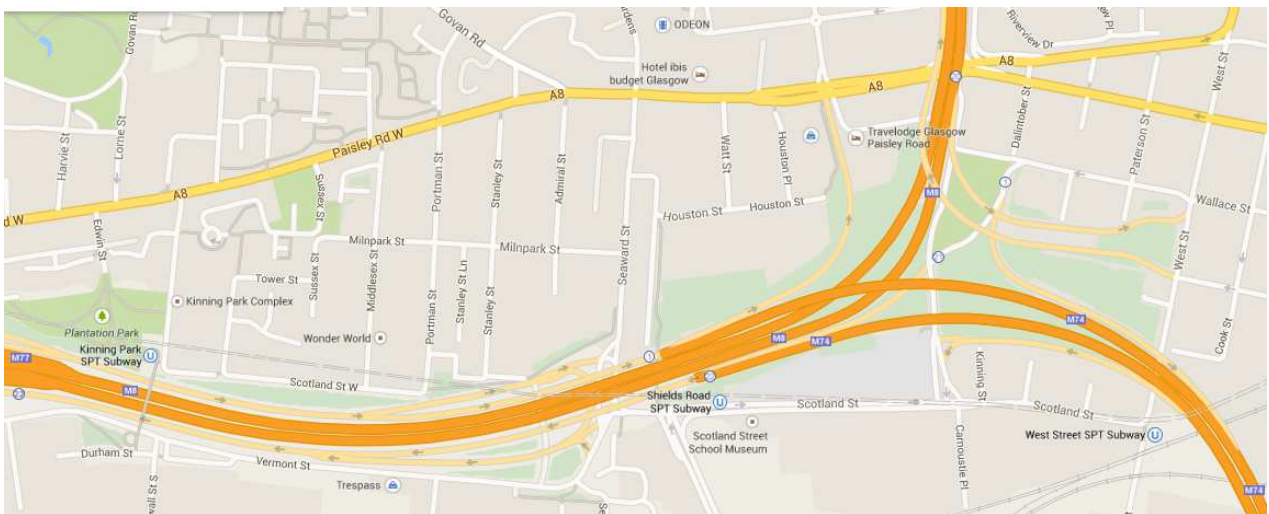 ODEON
Govan Rd
Govan Rd
Riverview Dr
West St
A8
Hotel ibis
budget Glasgow
A8
A8
Dalintober St
Paterson St
Travelodge Glasgow
Paisley Road
Harvie St
Lorne St
Paisley Rd W
A8
d W
Edwin St
Sussex St
Portman St
Stanley St
Admiral St
Watt St
Houston Pl
Houston St
Houston St
M8
Wallace St
Milnpark St
Milnpark St
Seaward St
West St
Tower St
Sussex St
Middlesex St
Portman St
Stanley St Ln
Stanley St
Kinning Park Complex
Plantation Park
Wonder World
M74
Cook St
M77
Kinning Park
SPT Subway
M8
M8
M74
Scotland St W
Kinning St
Shields Road
SPT Subway
Scotland St
Scotland St
Scotland Street
School Museum
West Street SPT Subway
Carnoustie Pl
Durham St
Vermont St
Trespass
M74
wall St S